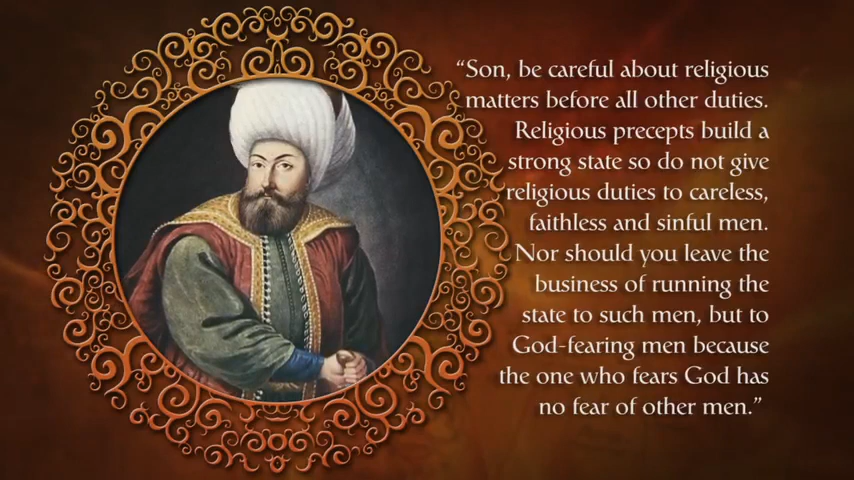 “Son, be careful about religious
matters before all other duties.
Religious precepts build a
strong state so do not give
religious duties to careless,
faithless and sinful men.
Nor should you leave the
business of running the
state to such men, but to
God-fearing men because
the one who fears God has
no fear of other men.”